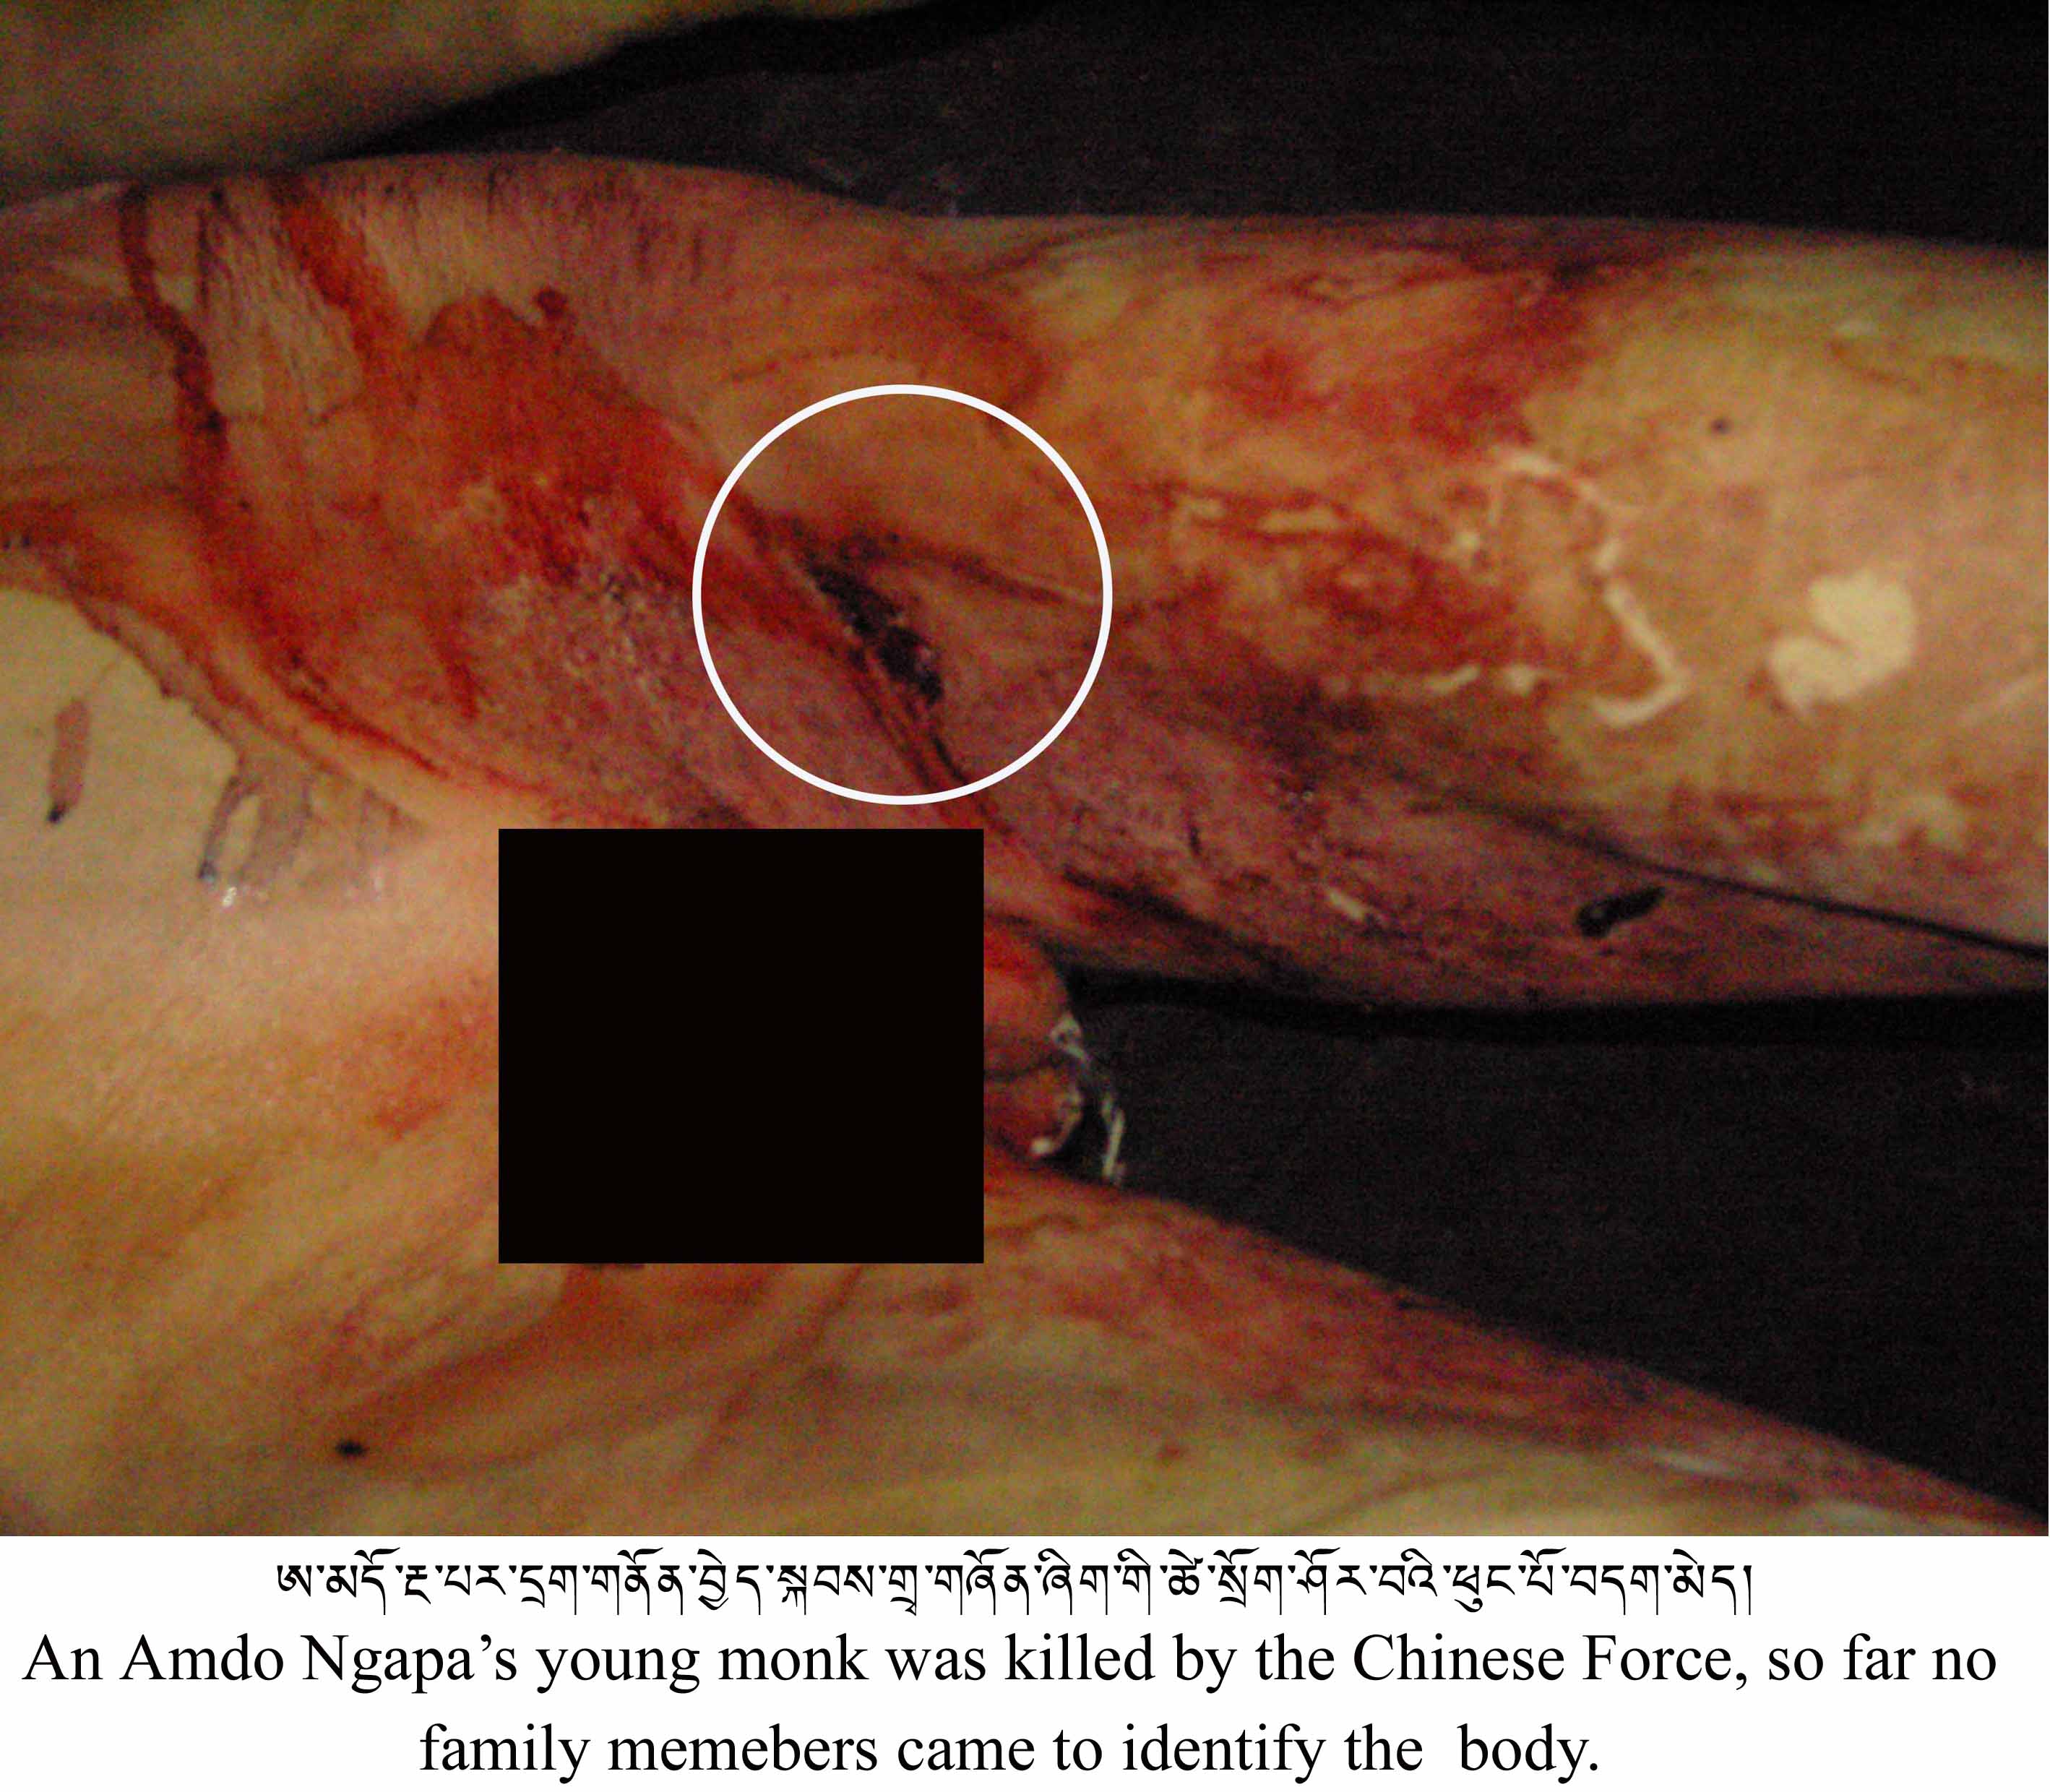 ཨ་མདོ་རྔ་པར་དྲག་གནོན་བྱེད་སྐབས་གྲྭ་གཞོན་ཞིག་གི་ཚེ་སྲོག་ཤོར་བའི་ཕུང་པོ་བདག་མེད།
An Amdo Ngapa’s young monk was killed by the Chinese Force, so far no
family memebers came to identify the body.